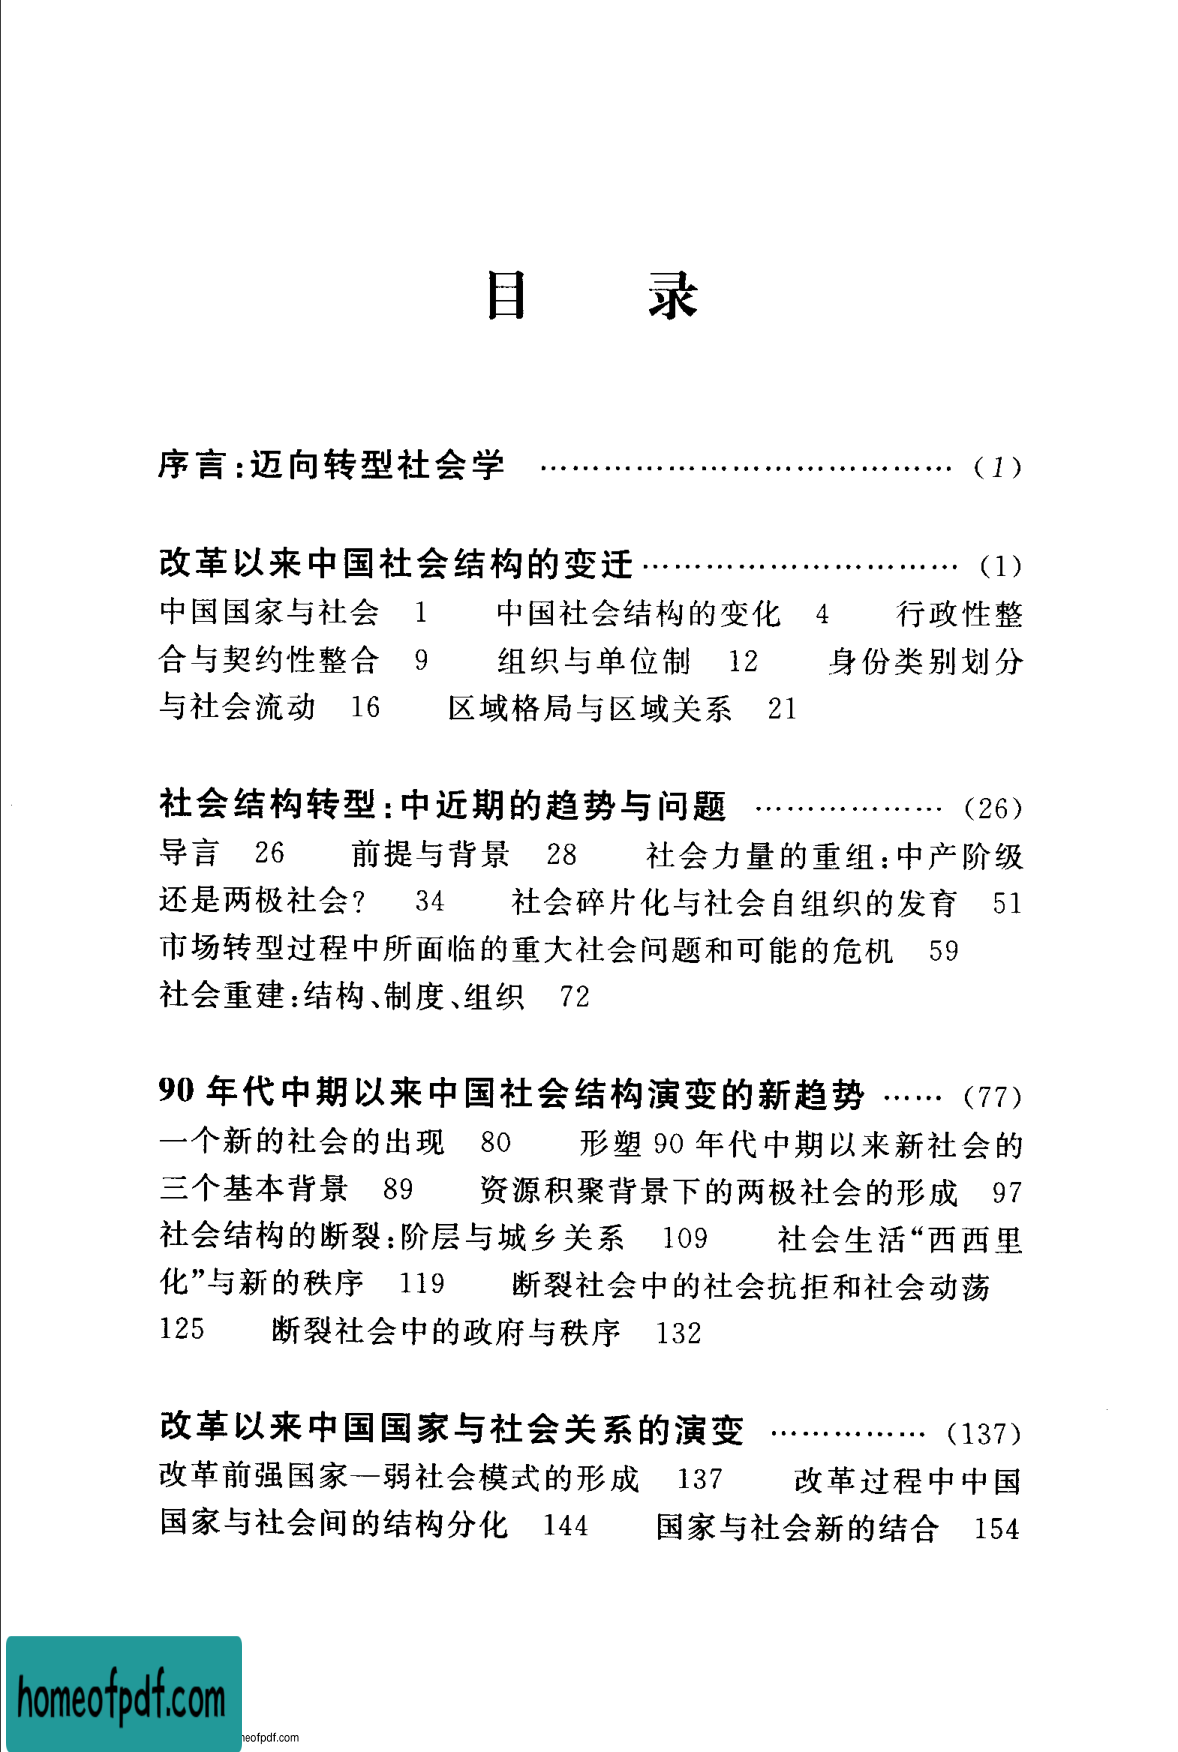 目 录
序言:迈向转型社会学 ………………………………… (1)
改革以来中国社会结构的变迁………………………… (1)
中国国家与社会 1 中国社会结构的变化 4 行政性整
合与契约性整合 9 组织与单位制 12 身份类别划分
与社会流动 16 区域格局与区域关系 21
社会结构转型:中近期的趋势与问题 ……………… (26)
导言 26 前提与背景 28 社会力量的重组:中产阶级
还是两极社会? 34 社会碎片化与社会自组织的发育 51
市场转型过程中所面临的重大社会问题和可能的危机 59
社会重建:结构、制度、组织 72
90 年代中期以来中国社会结构演变的新趋势 …… (77)
一个新的社会的出现 80 形塑 90 年代中期以来新社会的
三个基本背景 89 资源积聚背景下的两极社会的形成 97
社会结构的断裂:阶层与城乡关系 109 社会生活“西西里
化”与新的秩序 119 断裂社会中的社会抗拒和社会动荡
125 断裂社会中的政府与秩序 132
改革以来中国国家与社会关系的演变 …………… (137)
改革前强国家—弱社会模式的形成 137 改革过程中中国
国家与社会间的结构分化 144 国家与社会新的结合 154
homeofpdf.com
neofpdf.com